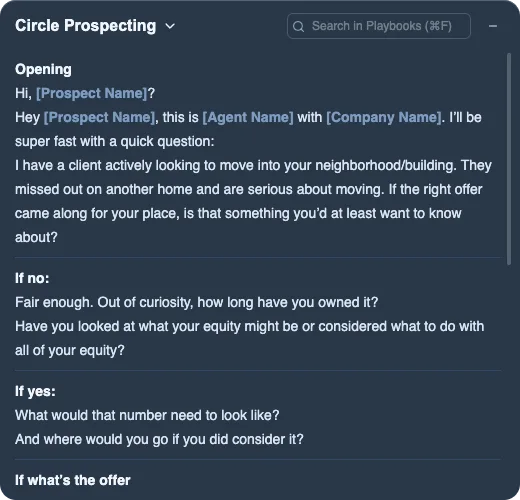 Circle Prospecting
Search in Playbooks (⌘F)
Opening
Hi, [Prospect Name]?
Hey [Prospect Name], this is [Agent Name] with [Company Name]. I'll be
super fast with a quick question:
I have a client actively looking to move into your neighborhood/building. They
missed out on another home and are serious about moving. If the right offer
came along for your place, is that something you'd at least want to know
about?
If no:
Fair enough. Out of curiosity, how long have you owned it?
Have you looked at what your equity might be or considered what to do with
all of your equity?
If yes:
What would that number need to look like?
And where would you go if you did consider it?
If what's the offer